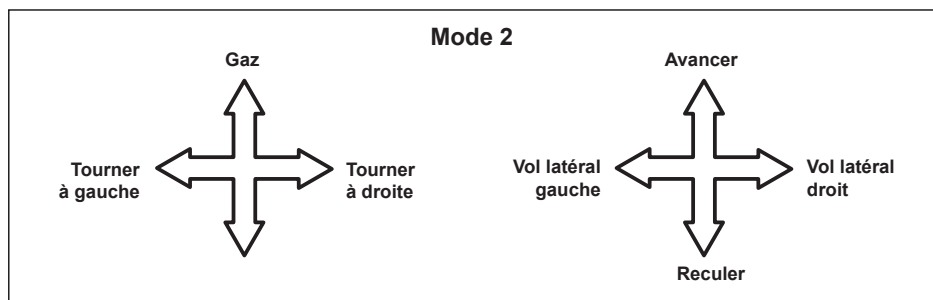 Mode 2
Gaz
Tourner
à gauche
Tourner
à droite
Avancer
Vol latéral
gauche
Vol latéral
droit
Reculer